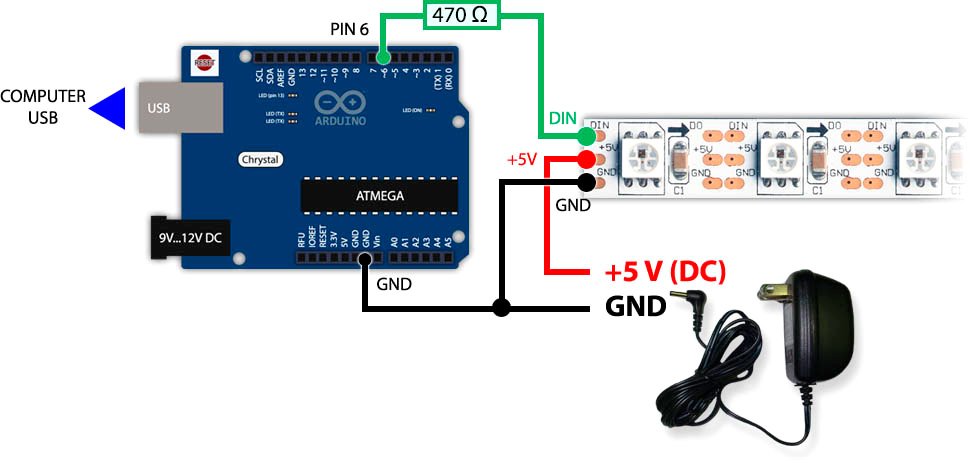 470 Ω
PIN 6
RESET
SCL
SDA
AREF
GND
13
12
~11
~10
~9
8
7
~6
~5
4
~3
2
(TX) 1
(RX) 0
LED (pin 13)
LED (TX)
LED (TX)
LED (ON)
ARDUINO
COMPUTER
USB
USB
Chrystal
ATMEGA
9V...12V DC
RFU
IOREF
RESET
3.3V
5V
GND
GND
Vin
A0
A1
A2
A3
A4
A5
GND
DIN
+5V
GND
DIN
+5V
GND
C1
DO DIN
+5V +5V
GND GND
C1
DO DIN
+5V +5V
GND GND
C1
+5 V (DC)
GND